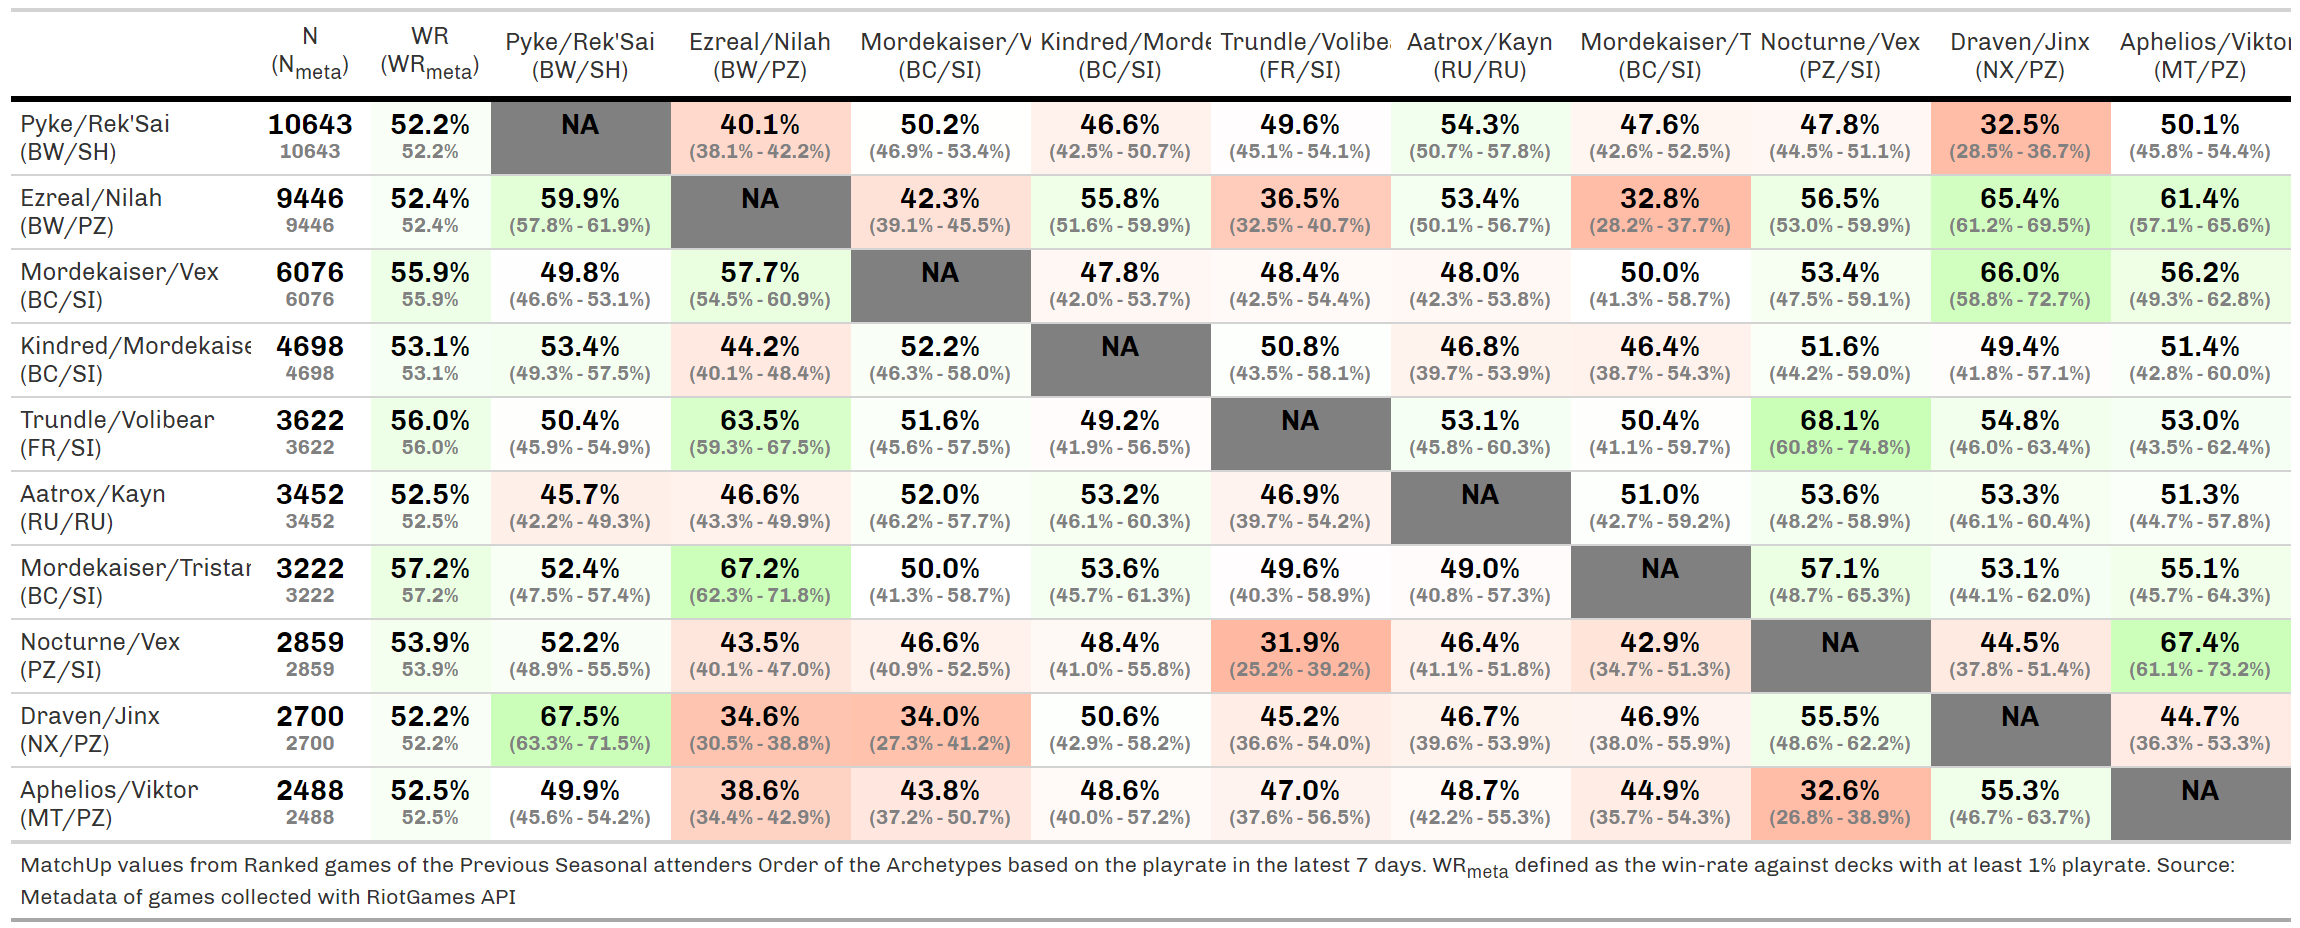 N WR Pyke/Rek'Sai Ezreal/Nilah Mordekaiser/V Kindred/Morde Trundle/Volibea Aatrox/Kayn Mordekaiser/T Nocturne/Vex Draven/Jinx Aphelios/Viktor
(Nmeta) (WRmeta) (BW/SH) (BW/PZ) (BC/SI) (BC/SI) (FR/SI) (RU/RU) (BC/SI) (PZ/SI) (NX/PZ) (MT/PZ)
Pyke/Rek'Sai 10643 52.2% NA 40.1% 50.2% 46.6% 49.6% 54.3% 47.6% 47.8% 32.5% 50.1%
(BW/SH) 10643 52.2% (38.1% - 42.2%) (46.9% - 53.4%) (42.5% - 50.7%) (45.1% - 54.1%) (50.7% - 57.8%) (42.6% - 52.5%) (44.5% - 51.1%) (28.5% - 36.7%) (45.8% - 54.4%)
Ezreal/Nilah 9446 52.4% 59.9% NA 42.3% 55.8% 36.5% 53.4% 32.8% 56.5% 65.4% 61.4%
(BW/PZ) 9446 52.4% (57.8% - 61.9%) (39.1% - 45.5%) (51.6% - 59.9%) (32.5% - 40.7%) (50.1% - 56.7%) (28.2% - 37.7%) (53.0% - 59.9%) (61.2% - 69.5%) (57.1% - 65.6%)
Mordekaiser/Vex 6076 55.9% 49.8% 57.7% NA 47.8% 48.4% 48.0% 50.0% 53.4% 66.0% 56.2%
(BC/SI) 6076 55.9% (46.6% - 53.1%) (54.5% - 60.9%) (42.0% - 53.7%) (42.5% - 54.4%) (42.3% - 53.8%) (41.3% - 58.7%) (47.5% - 59.1%) (58.8% - 72.7%) (49.3% - 62.8%)
Kindred/Mordekaise 4698 53.1% 53.4% 44.2% 52.2% NA 50.8% 46.8% 46.4% 51.6% 49.4% 51.4%
(BC/SI) 4698 53.1% (49.3% - 57.5%) (40.1% - 48.4%) (46.3% - 58.0%) (43.5% - 58.1%) (39.7% - 53.9%) (38.7% - 54.3%) (44.2% - 59.0%) (41.8% - 57.1%) (42.8% - 60.0%)
Trundle/Volibear 3622 56.0% 50.4% 63.5% 51.6% 49.2% NA 53.1% 50.4% 68.1% 54.8% 53.0%
(FR/SI) 3622 56.0% (45.9% - 54.9%) (59.3% - 67.5%) (45.6% - 57.5%) (41.9% - 56.5%) (45.8% - 60.3%) (41.1% - 59.7%) (60.8% - 74.8%) (46.0% - 63.4%) (43.5% - 62.4%)
Aatrox/Kayn 3452 52.5% 45.7% 46.6% 52.0% 53.2% 46.9% NA 51.0% 53.6% 53.3% 51.3%
(RU/RU) 3452 52.5% (42.2% - 49.3%) (43.3% - 49.9%) (46.2% - 57.7%) (46.1% - 60.3%) (39.7% - 54.2%) (42.7% - 59.2%) (48.2% - 58.9%) (46.1% - 60.4%) (44.7% - 57.8%)
Mordekaiser/Tristar 3222 57.2% 52.4% 67.2% 50.0% 53.6% 49.6% 49.0% NA 57.1% 53.1% 55.1%
(BC/SI) 3222 57.2% (47.5% - 57.4%) (62.3% - 71.8%) (41.3% - 58.7%) (45.7% - 61.3%) (40.3% - 58.9%) (40.8% - 57.3%) (48.7% - 65.3%) (44.1% - 62.0%) (45.7% - 64.3%)
Nocturne/Vex 2859 53.9% 52.2% 43.5% 46.6% 48.4% 31.9% 46.4% 42.9% NA 44.5% 67.4%
(PZ/SI) 2859 53.9% (48.9% - 55.5%) (40.1% - 47.0%) (40.9% - 52.5%) (41.0% - 55.8%) (25.2% - 39.2%) (41.1% - 51.8%) (34.7% - 51.3%) (37.8% - 51.4%) (61.1% - 73.2%)
Draven/Jinx 2700 52.2% 67.5% 34.6% 34.0% 50.6% 45.2% 46.7% 46.9% 55.5% NA 44.7%
(NX/PZ) 2700 52.2% (63.3% - 71.5%) (30.5% - 38.8%) (27.3% - 41.2%) (42.9% - 58.2%) (36.6% - 54.0%) (39.6% - 53.9%) (38.0% - 55.9%) (48.6% - 62.2%) (36.3% - 53.3%)
Aphelios/Viktor 2488 52.5% 49.9% 38.6% 43.8% 48.6% 47.0% 48.7% 44.9% 32.6% 55.3% NA
(MT/PZ) 2488 52.5% (45.6% - 54.2%) (34.4% - 42.9%) (37.2% - 50.7%) (40.0% - 57.2%) (37.6% - 56.5%) (42.2% - 55.3%) (35.7% - 54.3%) (26.8% - 38.9%) (46.7% - 63.7%)
MatchUp values from Ranked games of the Previous Seasonal attenders Order of the Archetypes based on the playrate in the latest 7 days. WRmeta defined as the win-rate against decks with at least 1% playrate. Source:
Metadata of games collected with RiotGames API